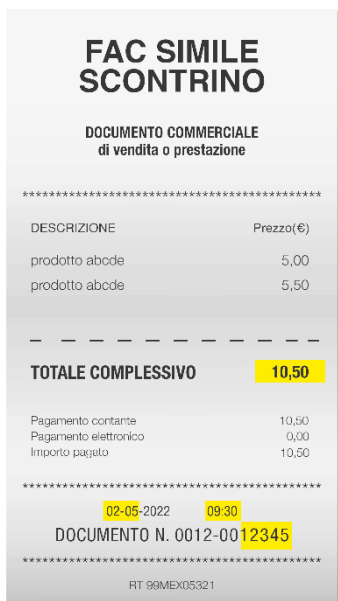 FAC SIMILE
SCONTRINO
DOCUMENTO COMMERCIALE
di vendita o prestazione
************************************************
DESCRIZIONE Prezzo(€)
prodotto abcde 5,00
prodotto abcde 5,50
TOTALE COMPLESSIVO 10,50
Pagamento contante 10,50
Pagamento elettronico 0,00
Importo pagato 10,50
************************************************
02-05-2022 09:30
DOCUMENTO N. 0012-0012345
************************************************
RT 99MEX05321